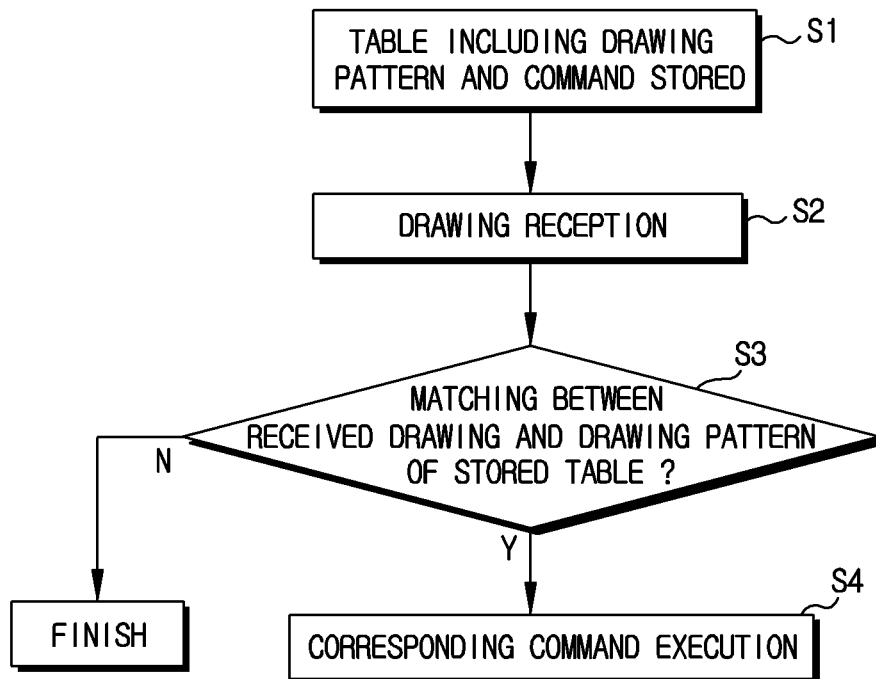 TABLE INCLUDING DRAWING
PATTERN AND COMMAND STORED
S1
DRAWING RECEPTION
S2
S3
MATCHING BETWEEN
RECEIVED DRAWING AND DRAWING PATTERN
OF STORED TABLE ?
N
Y
FINISH
S4
CORRESPONDING COMMAND EXECUTION